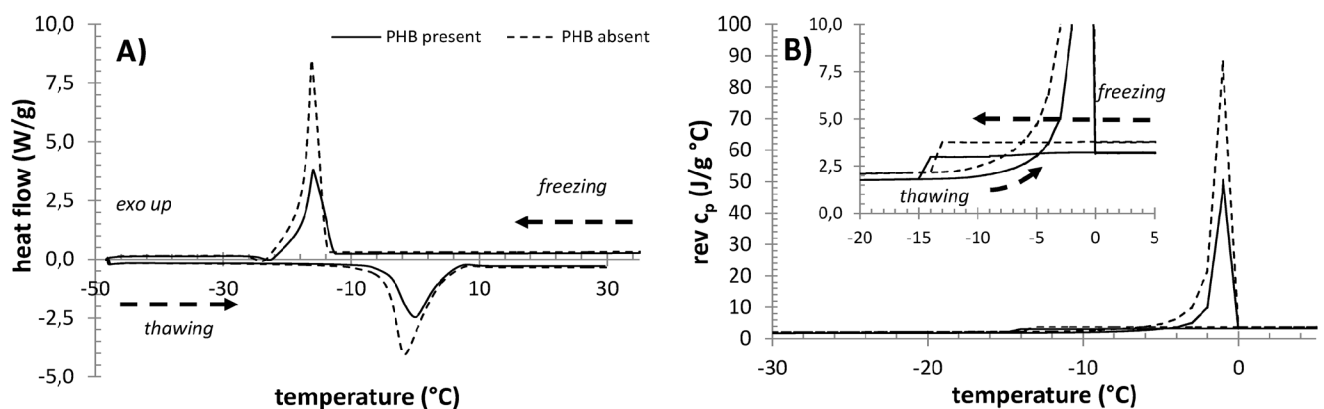 A)
PHB present
PHB absent
10,0
7,5
5,0
2,5
0,0
-2,5
-5,0
heat flow (W/g)
exo up
freezing
thawing
-50
-30
-10
10
30
temperature (°C)
B)
100
90
80
70
60
50
40
30
20
10
0
rev cp (J/g °C)
10,0
7,5
5,0
2,5
0,0
-20
-15
-10
-5
0
5
freezing
thawing
-30
-20
-10
0
temperature (°C)